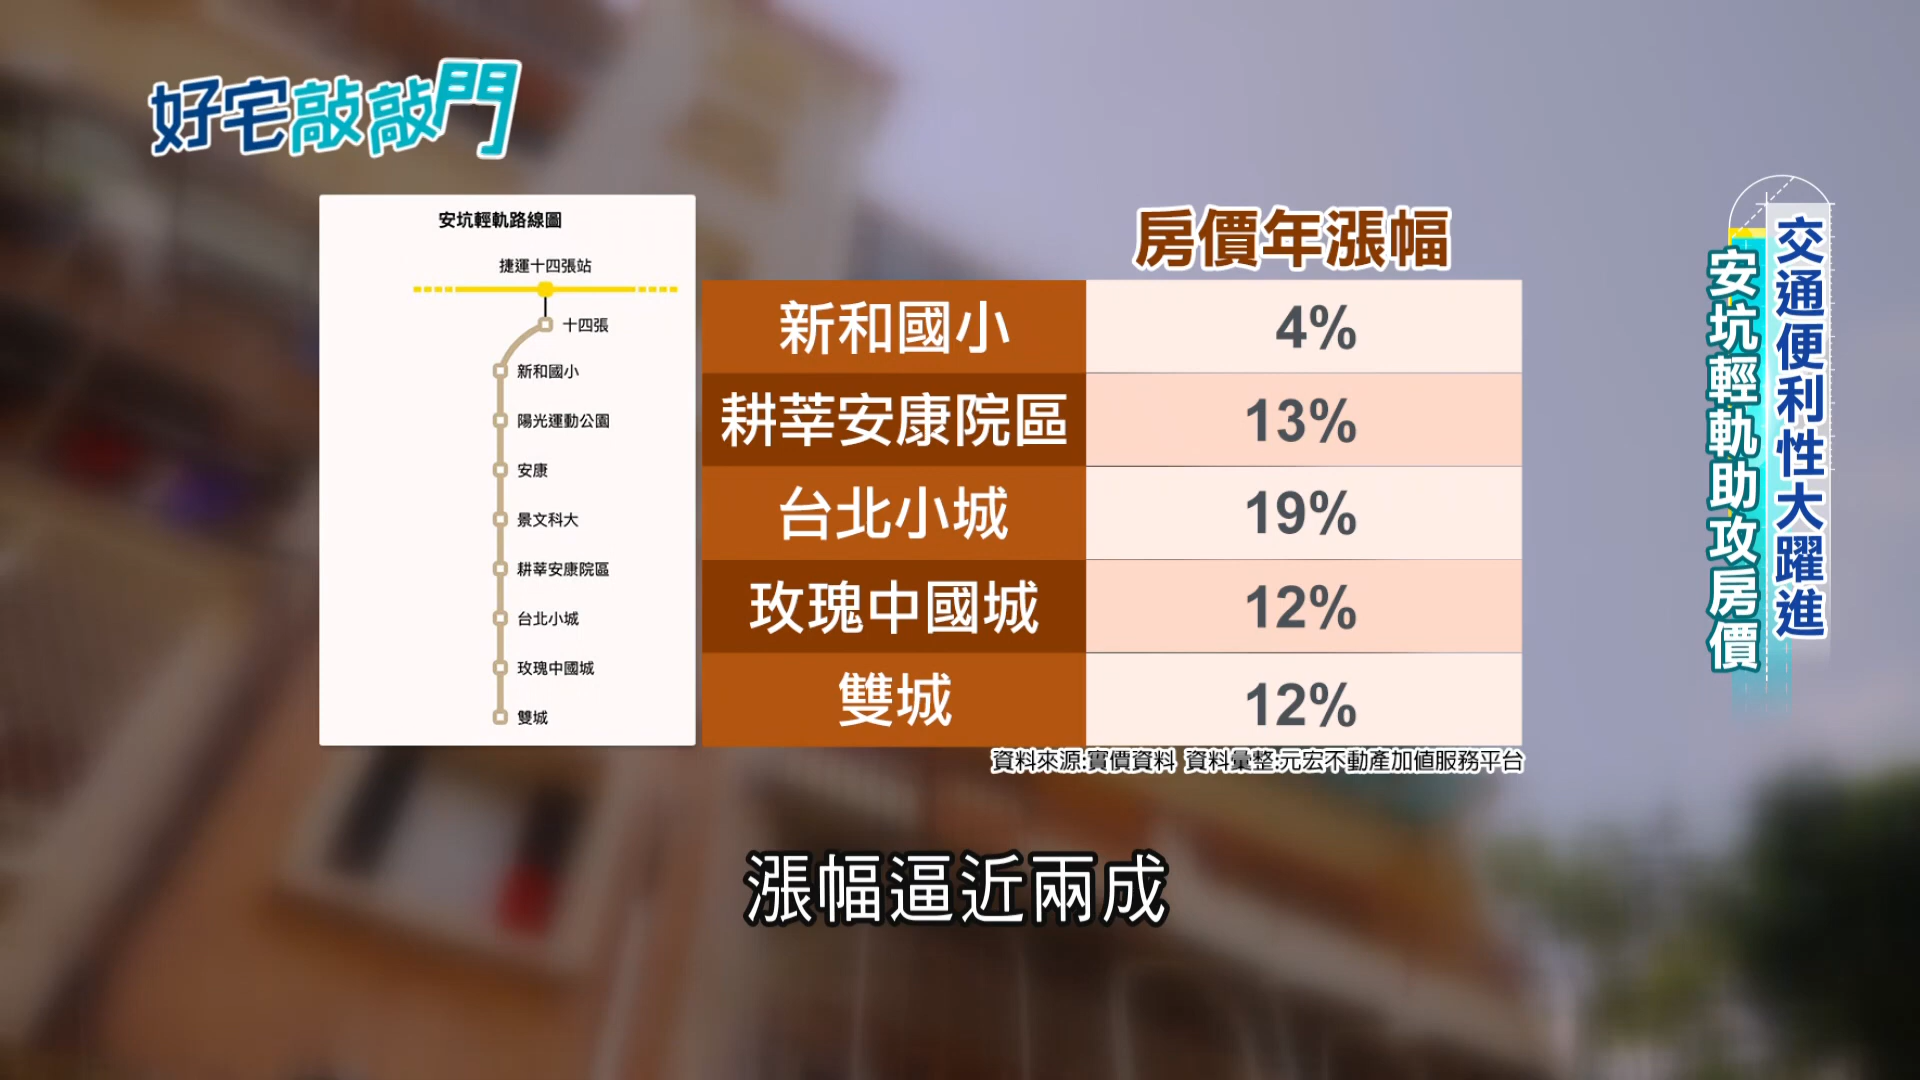 好宅敲敲門
安坑輕軌路線圖
捷運十四張站
十四張
新和國小
陽光運動公園
安康
景文科大
耕莘安康院區
台北小城
玫瑰中國城
雙城
房價年漲幅
新和國小 4%
耕莘安康院區 13%
台北小城 19%
玫瑰中國城 12%
雙城 12%
資料來源:實價資料 資料彙整:元宏不動產加值服務平台
交通便利性大躍進
安坑輕軌助攻房價
漲幅逼近兩成